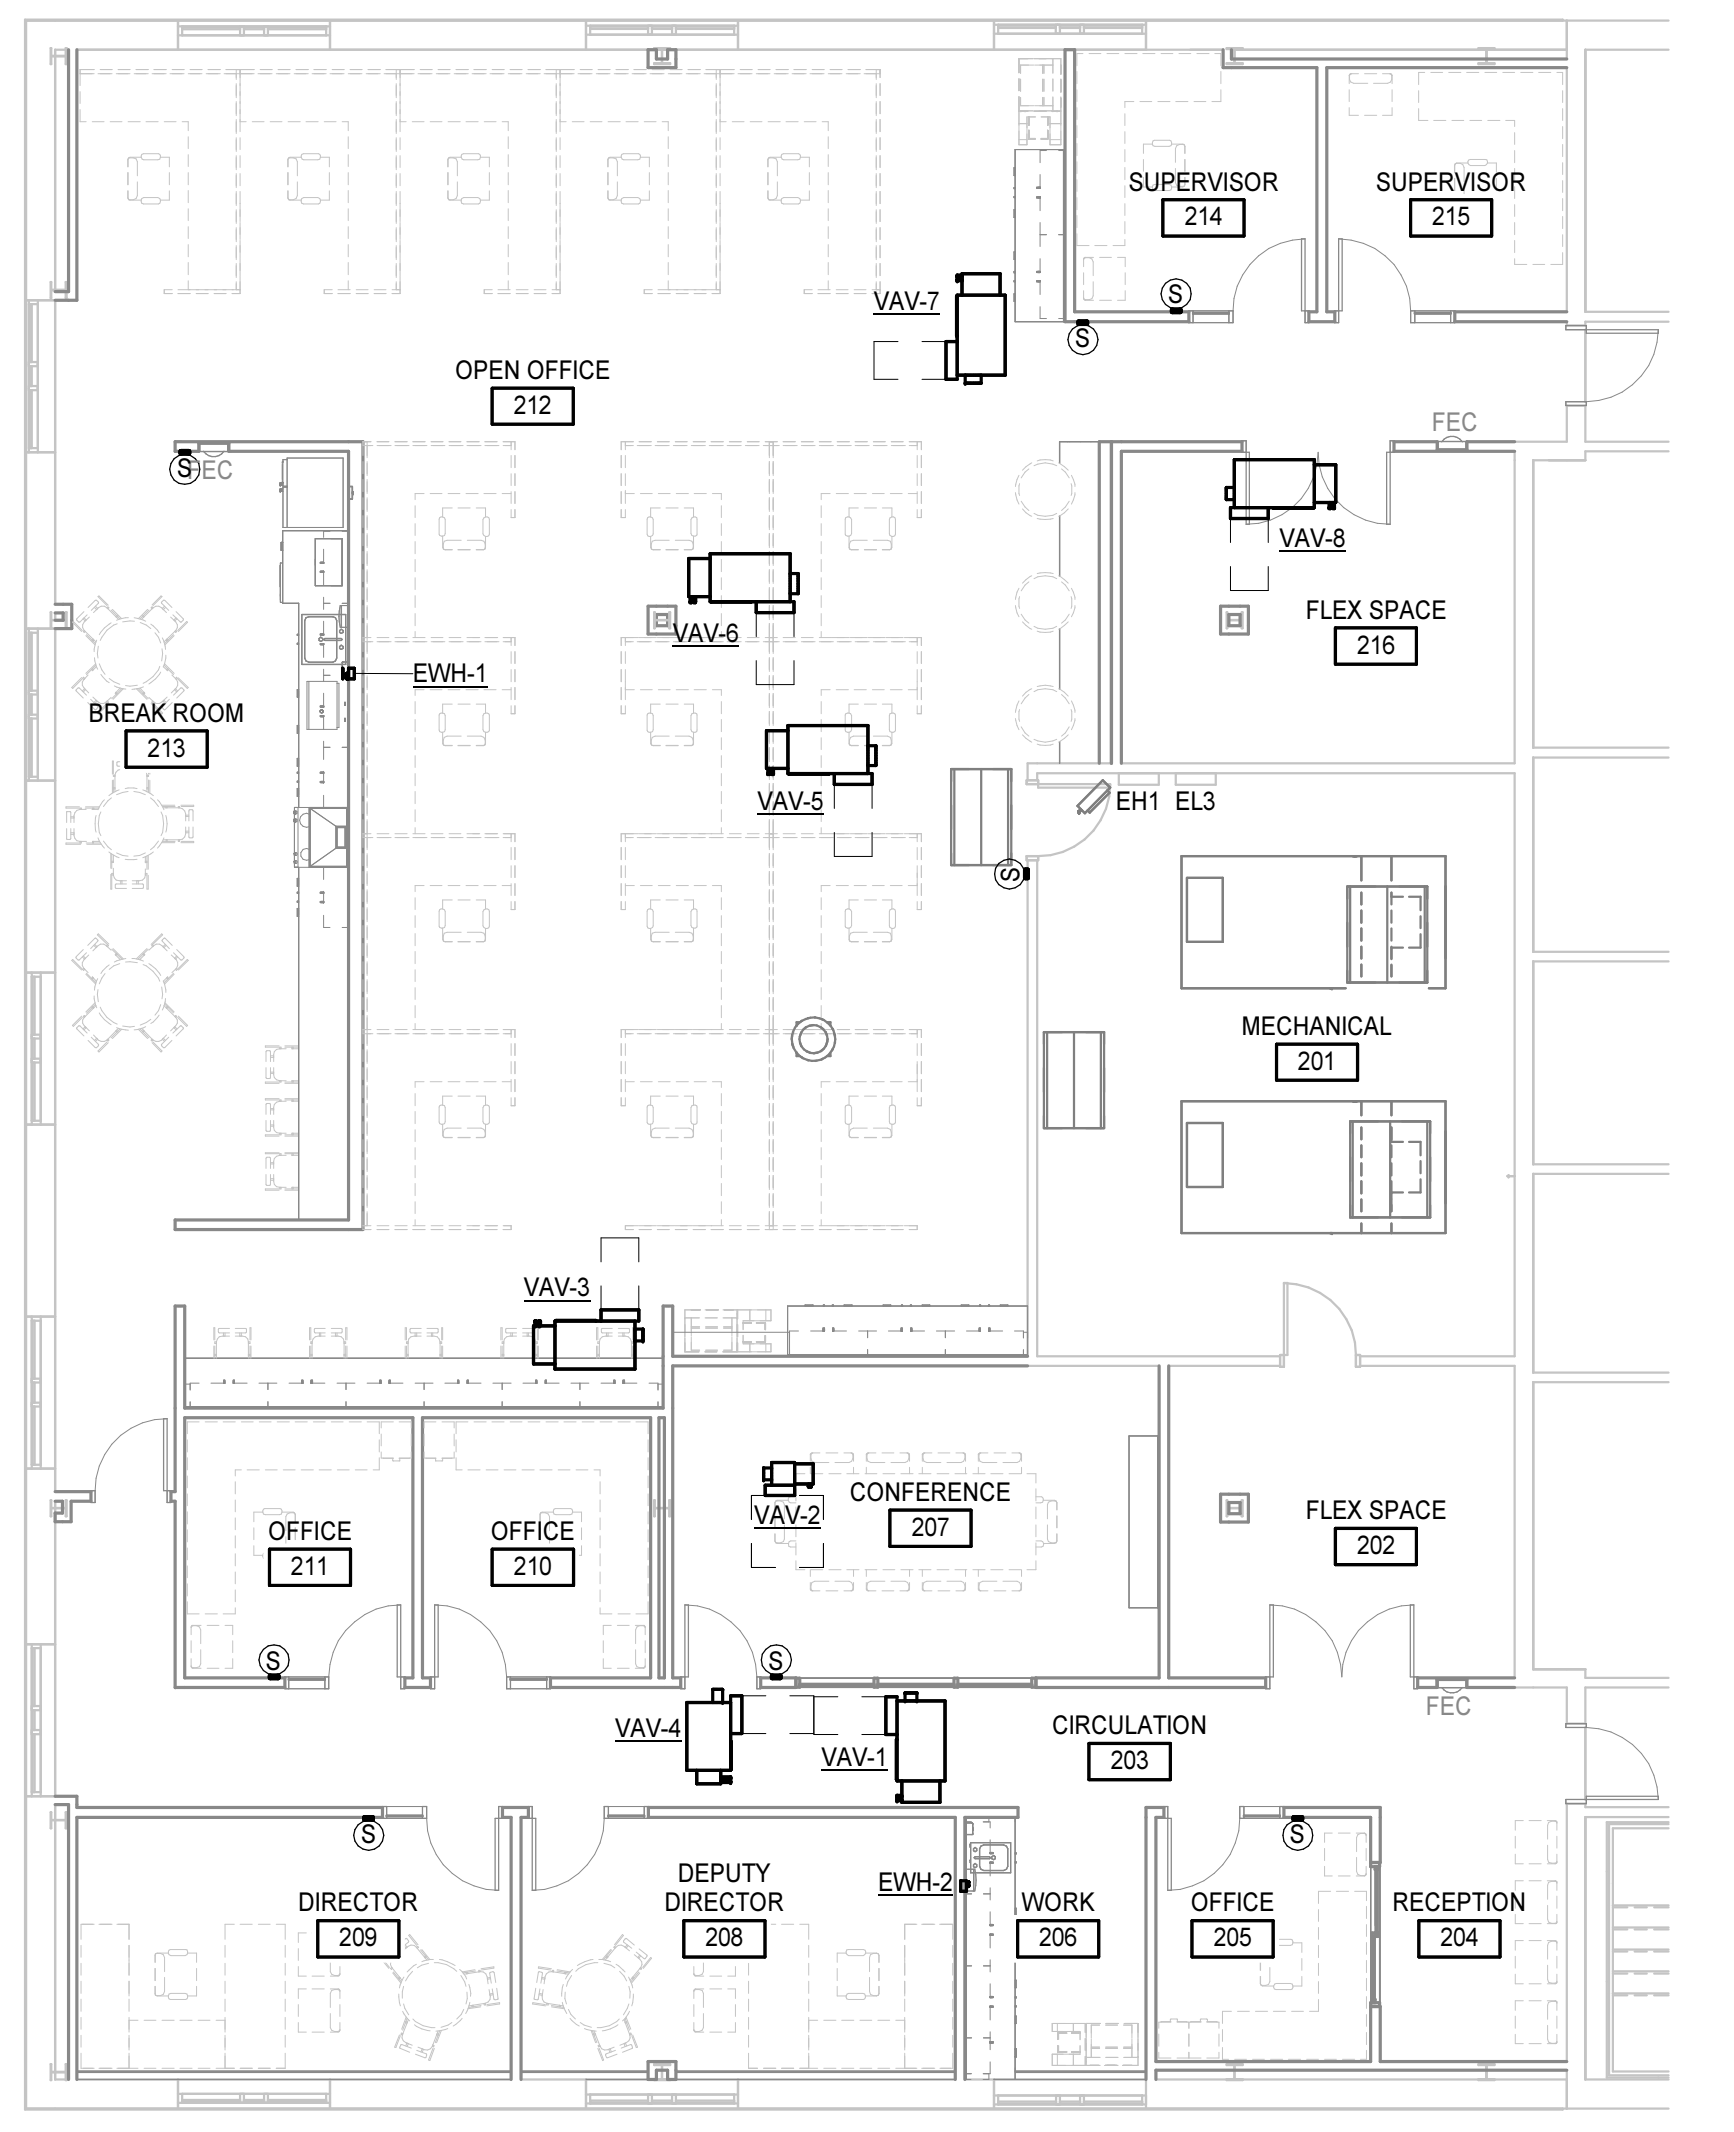 SUPERVISOR
214
SUPERVISOR
215
S
S
VAV-7
OPEN OFFICE
212
FEC
S
FEC
VAV-8
VAV-6
FLEX SPACE
216
EWH-1
BREAK ROOM
213
VAV-5
EH1
EL3
S
MECHANICAL
201
VAV-3
CONFERENCE
207
VAV-2
FLEX SPACE
202
OFFICE
211
OFFICE
210
S
S
FEC
VAV-4
VAV-1
CIRCULATION
203
S
S
DIRECTOR
209
DEPUTY
DIRECTOR
208
EWH-2
WORK
206
OFFICE
205
RECEPTION
204